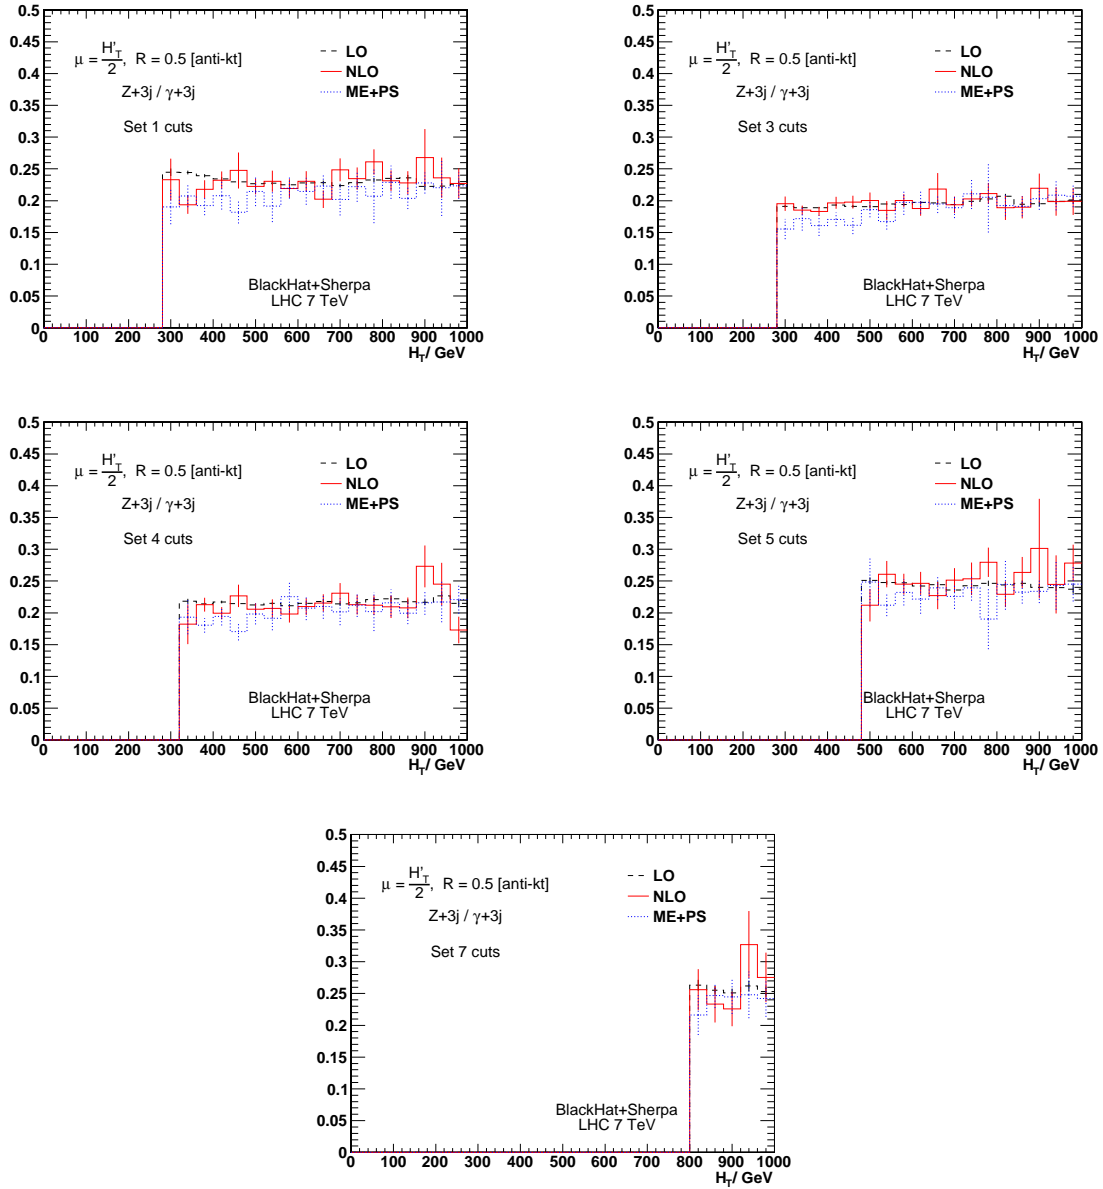 0.5
0.45
0.4
0.35
0.3
0.25
0.2
0.15
0.1
0.05
0
μ = H'_T/2, R = 0.5 [anti-kt]
Z+3j / γ+3j
Set 1 cuts
LO
NLO
ME+PS
BlackHat+Sherpa
LHC 7 TeV
0 100 200 300 400 500 600 700 800 900 1000
H_T/ GeV
0.5
0.45
0.4
0.35
0.3
0.25
0.2
0.15
0.1
0.05
0
μ = H'_T/2, R = 0.5 [anti-kt]
Z+3j / γ+3j
Set 3 cuts
LO
NLO
ME+PS
BlackHat+Sherpa
LHC 7 TeV
0 100 200 300 400 500 600 700 800 900 1000
H_T/ GeV
0.5
0.45
0.4
0.35
0.3
0.25
0.2
0.15
0.1
0.05
0
μ = H'_T/2, R = 0.5 [anti-kt]
Z+3j / γ+3j
Set 4 cuts
LO
NLO
ME+PS
BlackHat+Sherpa
LHC 7 TeV
0 100 200 300 400 500 600 700 800 900 1000
H_T/ GeV
0.5
0.45
0.4
0.35
0.3
0.25
0.2
0.15
0.1
0.05
0
μ = H'_T/2, R = 0.5 [anti-kt]
Z+3j / γ+3j
Set 5 cuts
LO
NLO
ME+PS
BlackHat+Sherpa
LHC 7 TeV
0 100 200 300 400 500 600 700 800 900 1000
H_T/ GeV
0.5
0.45
0.4
0.35
0.3
0.25
0.2
0.15
0.1
0.05
0
μ = H'_T/2, R = 0.5 [anti-kt]
Z+3j / γ+3j
Set 7 cuts
LO
NLO
ME+PS
BlackHat+Sherpa
LHC 7 TeV
0 100 200 300 400 500 600 700 800 900 1000
H_T/ GeV